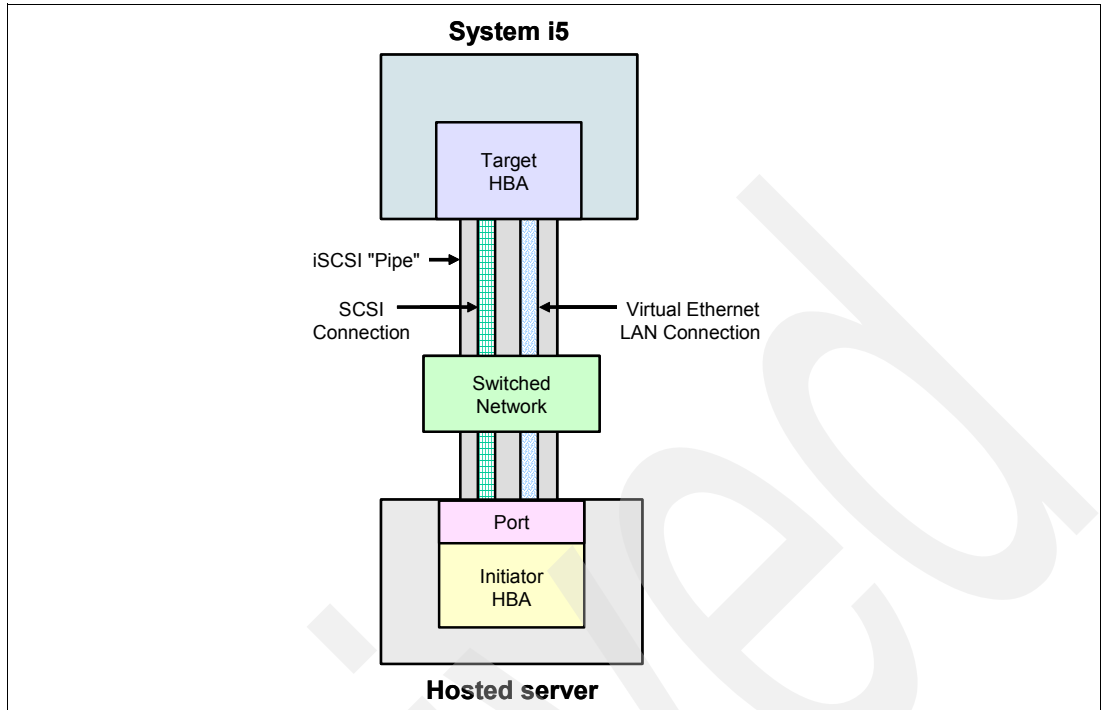 System i5
Target
HBA
iSCSI "Pipe"
SCSI
Connection
Virtual Ethernet
LAN Connection
Switched
Network
Port
Initiator
HBA
Hosted server